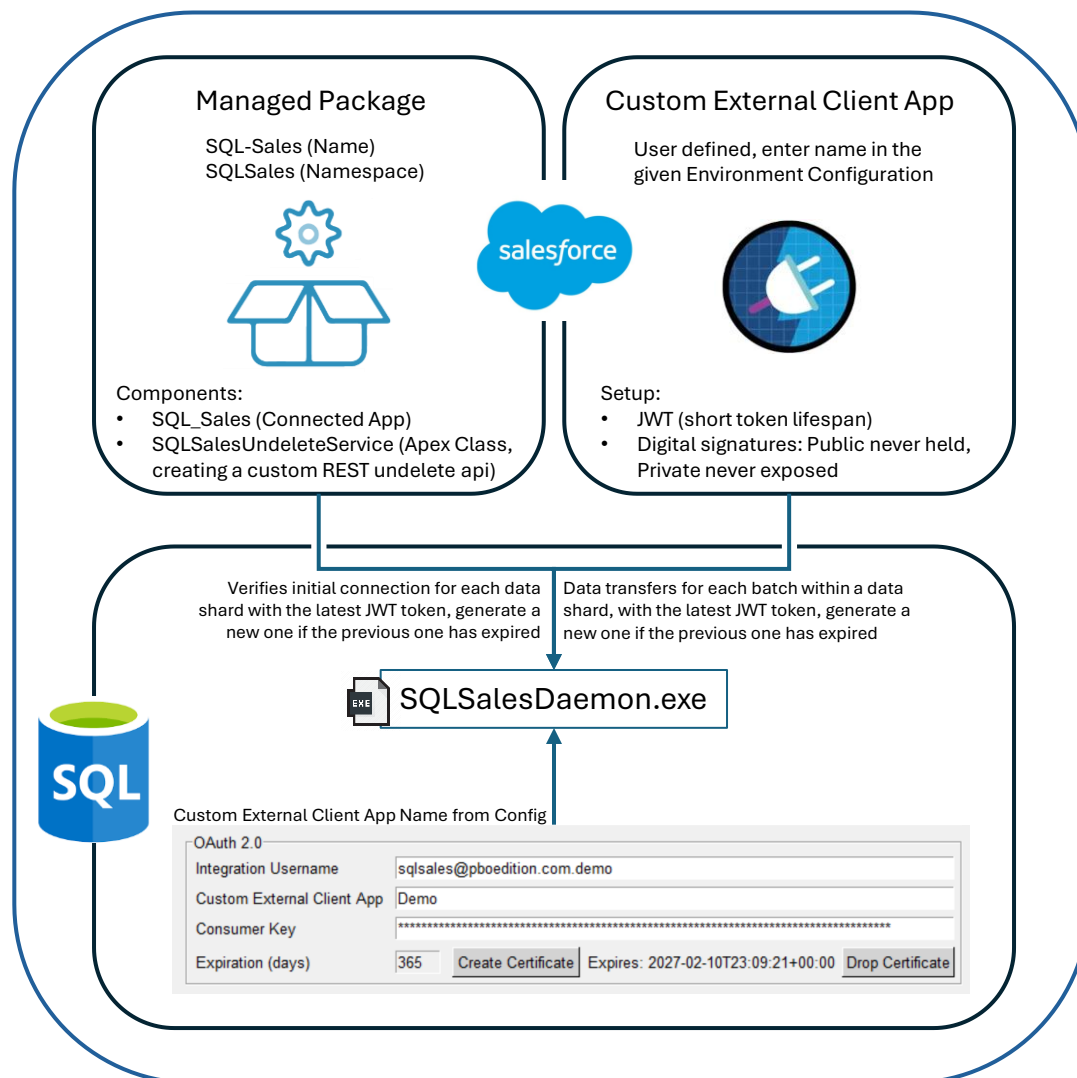 Managed Package
SQL-Sales (Name)
SQLSales (Namespace)
Components:
• SQL_Sales (Connected App)
• SQLSalesUndeleteService (Apex Class,
creating a custom REST undelete api)
Custom External Client App
User defined, enter name in the
given Environment Configuration
Setup:
• JWT (short token lifespan)
• Digital signatures: Public never held,
Private never exposed
salesforce
Verifies initial connection for each data
shard with the latest JWT token, generate a
new one if the previous one has expired
Data transfers for each batch within a data
shard, with the latest JWT token, generate a
new one if the previous one has expired
EXE
SQLSalesDaemon.exe
SQL
Custom External Client App Name from Config
OAuth 2.0
Integration Username sqlsales@pboedition.com.demo
Custom External Client App Demo
Consumer Key *************************************************************************************
Expiration (days) 365 Create Certificate Expires: 2027-02-10T23:09:21+00:00 Drop Certificate